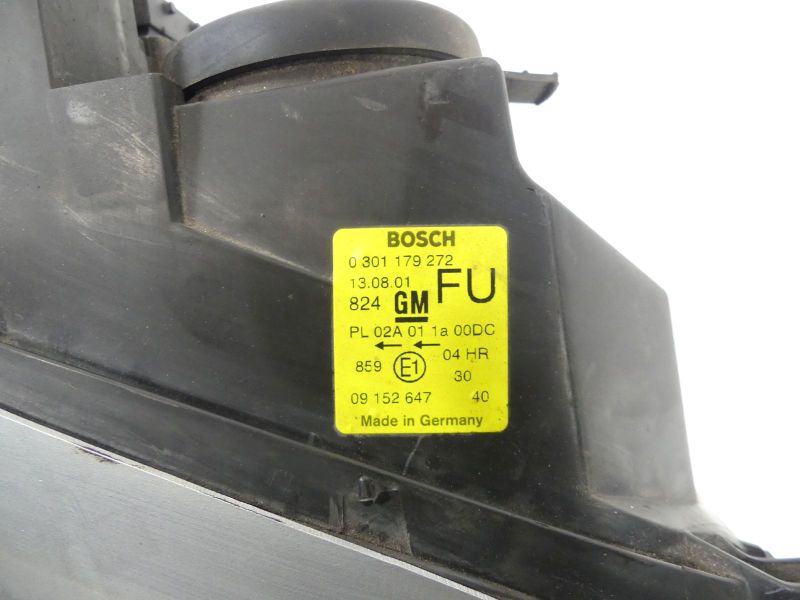 BOSCH
0 301 179 272
13.08.01 FU
824 GM
PL 02A 01 1a 00DC
← ← 04 HR
859 E1 30
09 152 647 40
Made in Germany